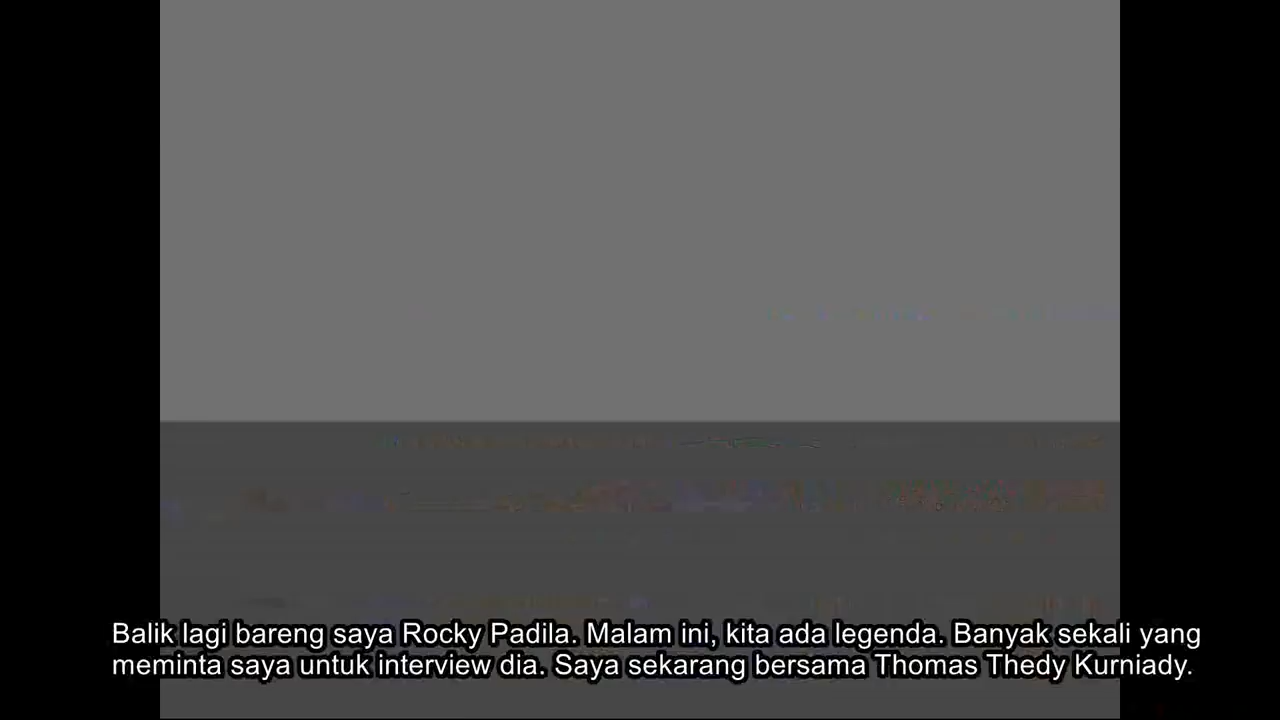 Balik lagi bareng saya Rocky Padila. Malam ini, kita ada legenda. Banyak sekali yang
meminta saya untuk interview dia. Saya sekarang bersama Thomas Thedy Kurniady.